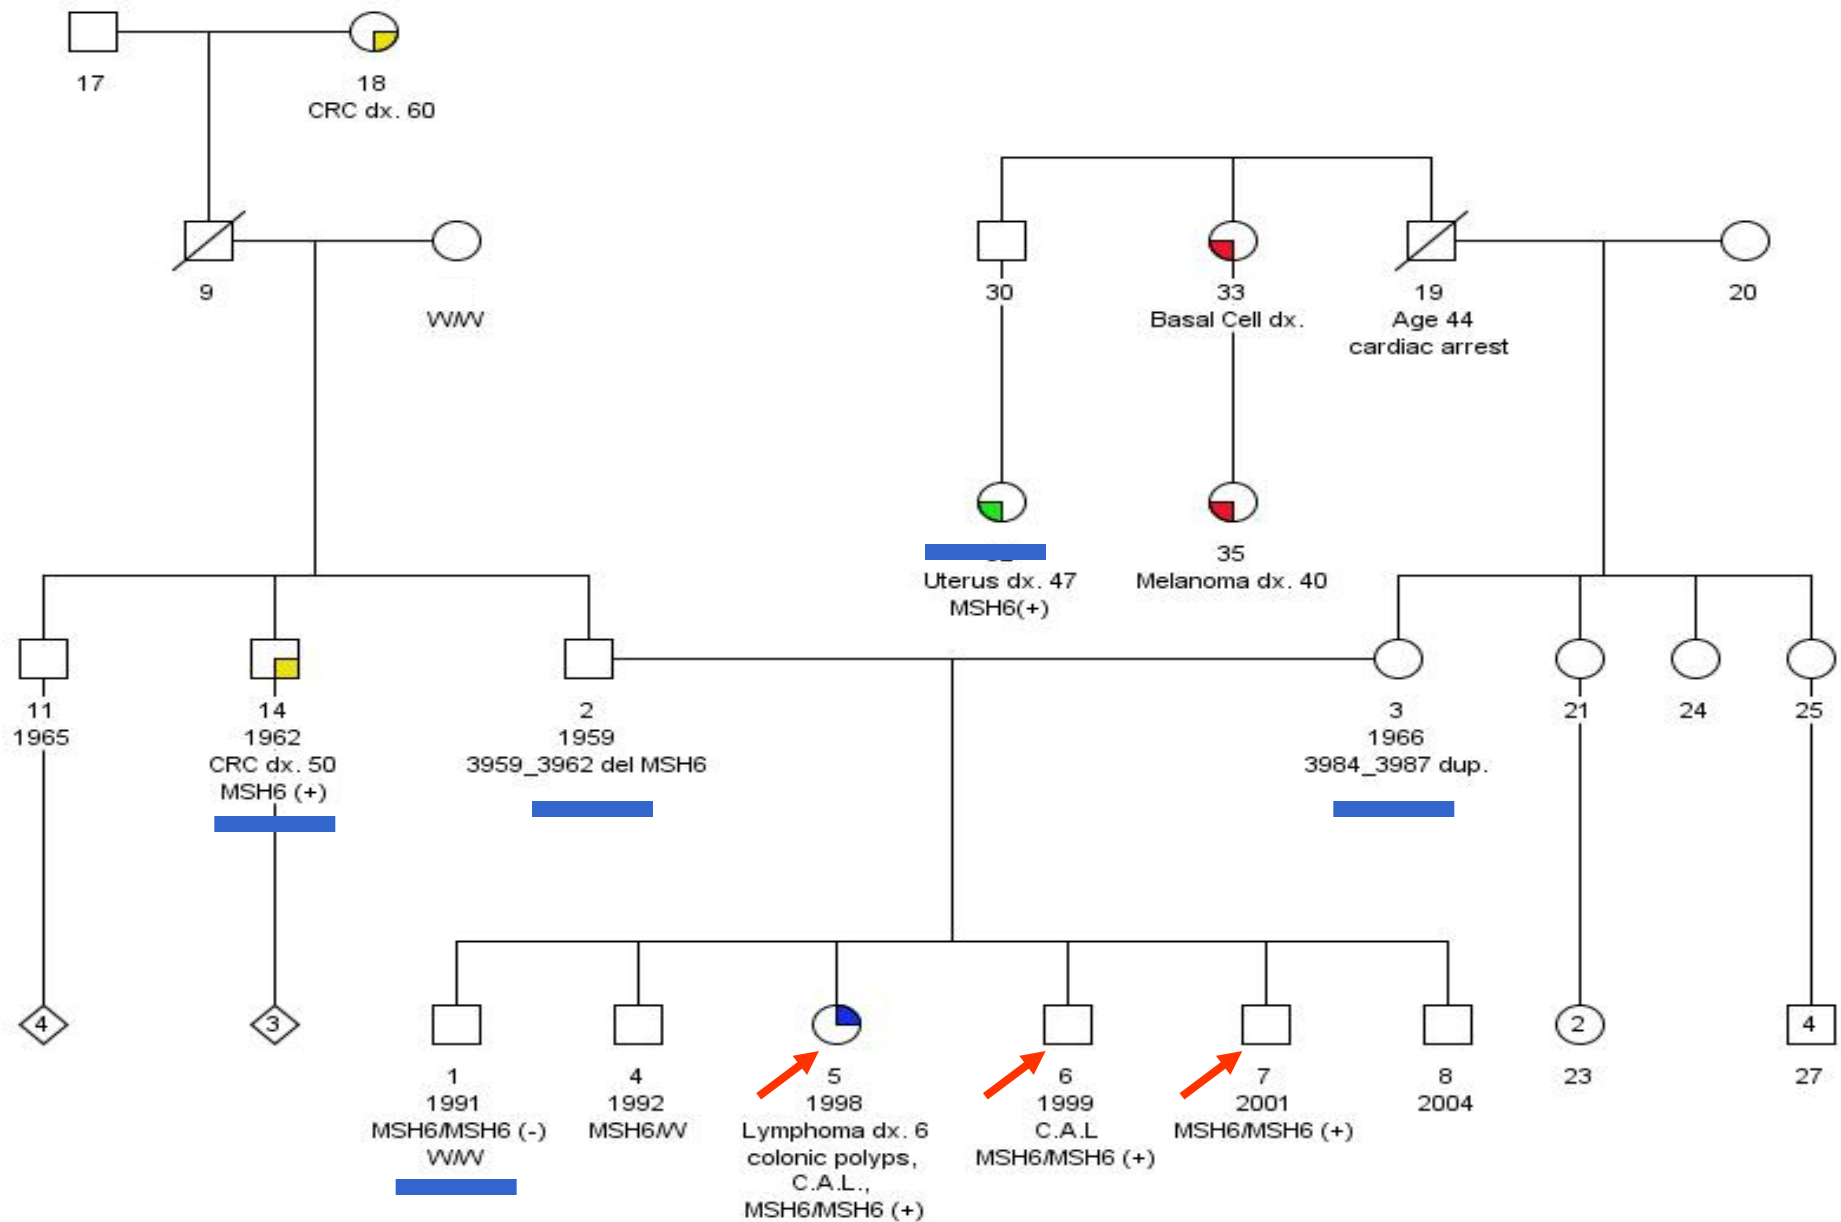 17
18
CRC dx. 60
9
W/W
30
33
Basal Cell dx.
19
Age 44
cardiac arrest
20
Uterus dx. 47
MSH6(+)
35
Melanoma dx. 40
11
1965
14
1962
CRC dx. 50
MSH6 (+)
2
1959
3959_3962 del MSH6
3
1966
3984_3987 dup.
21
24
25
4
3
2
4
1
1991
MSH6/MSH6 (-)
W/W
4
1992
MSH6/W
5
1998
Lymphoma dx. 6
colonic polyps,
C.A.L.,
MSH6/MSH6 (+)
6
1999
C.A.L
MSH6/MSH6 (+)
7
2001
MSH6/MSH6 (+)
8
2004
23
27